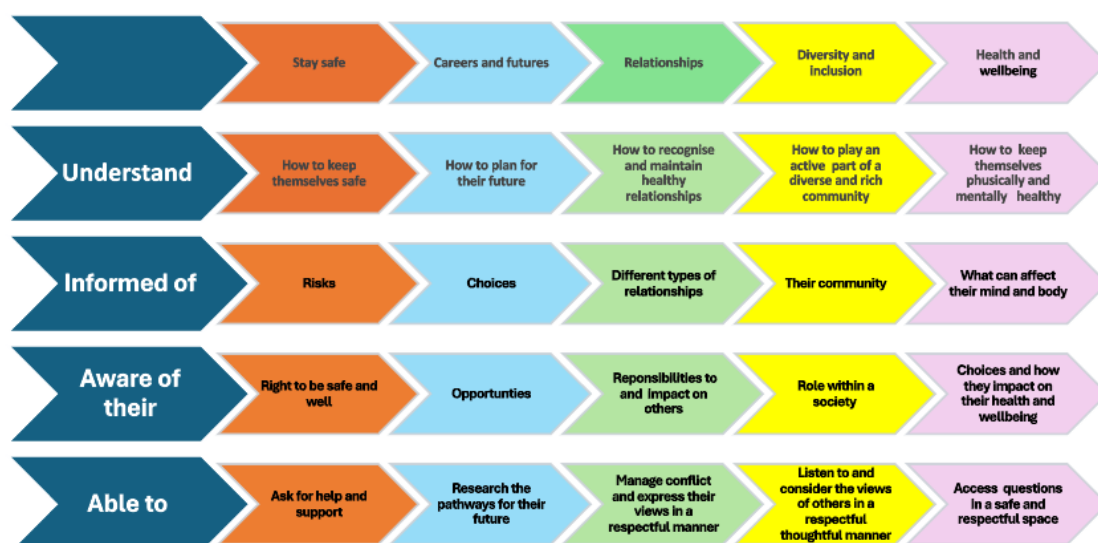 Stay safe
Careers and futures
Relationships
Diversity and
inclusion
Health and
wellbeing
Understand
How to keep
themselves safe
How to plan for
their future
How to recognise
and maintain
healthy
relationships
How to play an
active part of a
diverse and rich
community
How to keep
themselves
phusically and
mentally healthy
Informed of
Risks
Choices
Different types of
relationships
Their community
What can affect
their mind and body
Aware of
their
Right to be safe and
well
Opportunties
Reponsibilities to
and impact on
others
Role within a
society
Choices and how
they impact on
their health and
wellbeing
Able to
Ask for help and
support
Research the
pathways for their
future
Manage conflict
and express their
views in a
respectful manner
Listen to and
consider the views
of others in a
respectful
thoughtful manner
Access questions
in a safe and
respectful space